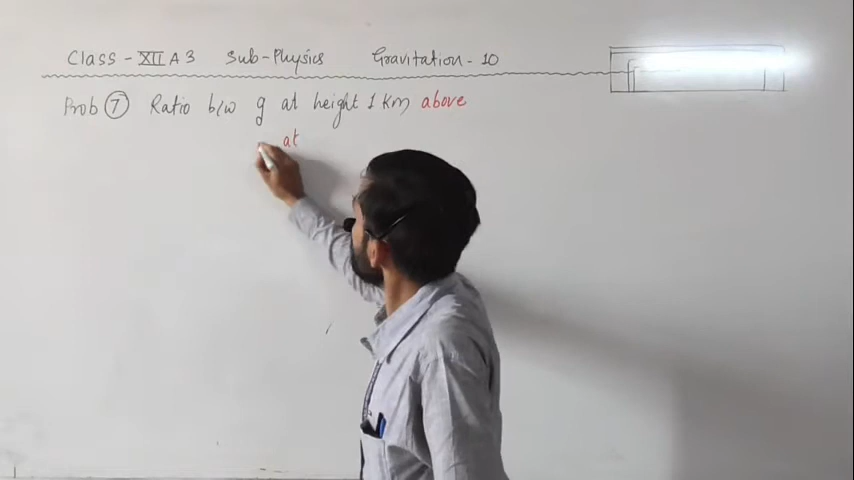 Class - XII A 3 Sub-Physics Gravitation - 10
Prob 7 Ratio b/w g at height 1 Km above
at